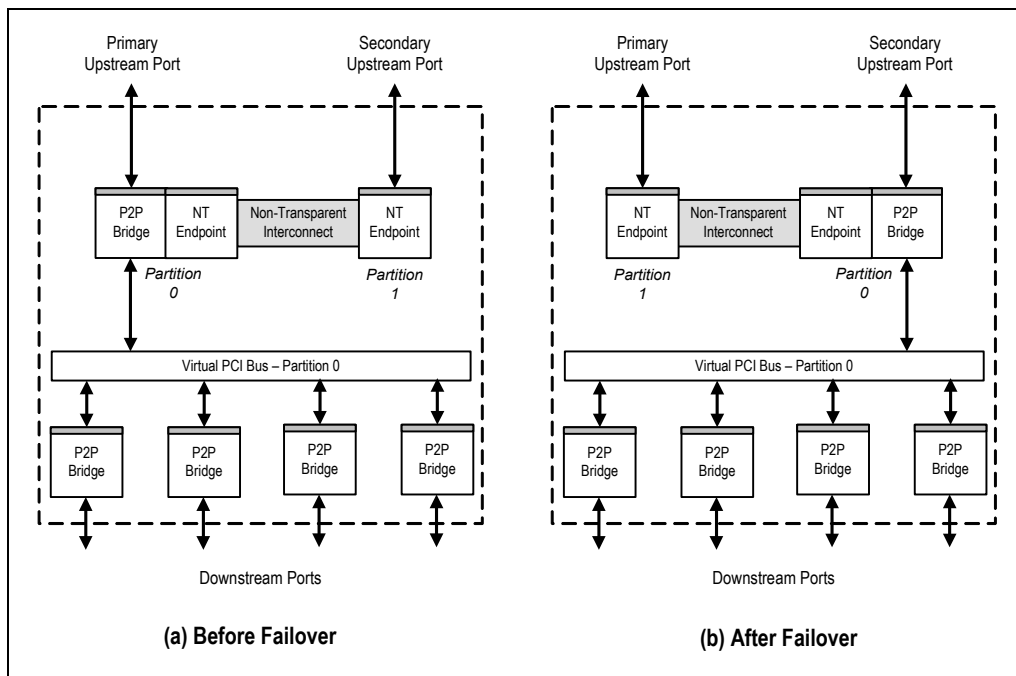 Primary
Upstream Port
Secondary
Upstream Port
P2P
Bridge
NT
Endpoint
Non-Transparent
Interconnect
NT
Endpoint
Partition
0
Partition
1
Virtual PCI Bus – Partition 0
P2P
Bridge
P2P
Bridge
P2P
Bridge
P2P
Bridge
Downstream Ports
(a) Before Failover
Primary
Upstream Port
Secondary
Upstream Port
NT
Endpoint
Non-Transparent
Interconnect
NT
Endpoint
P2P
Bridge
Partition
1
Partition
0
Virtual PCI Bus – Partition 0
P2P
Bridge
P2P
Bridge
P2P
Bridge
P2P
Bridge
Downstream Ports
(b) After Failover